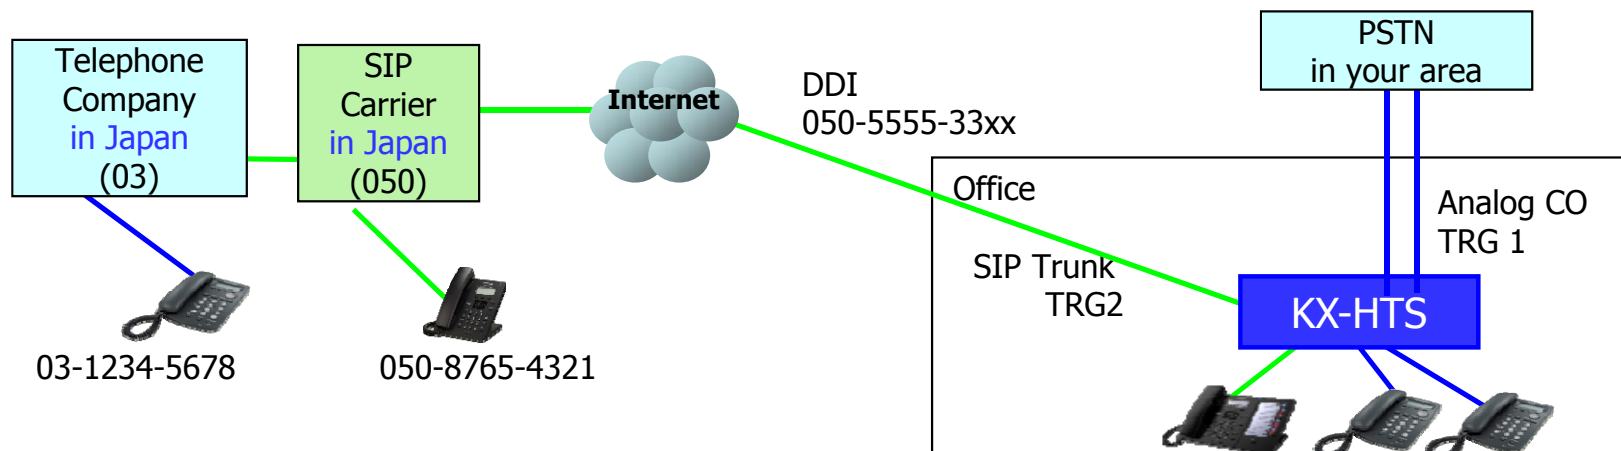 Telephone
Company
in Japan
(03)
SIP
Carrier
in Japan
(050)
Internet
DDI
050-5555-33xx
PSTN
in your area
Office
Analog CO
TRG 1
SIP Trunk
TRG2
KX-HTS
03-1234-5678
050-8765-4321